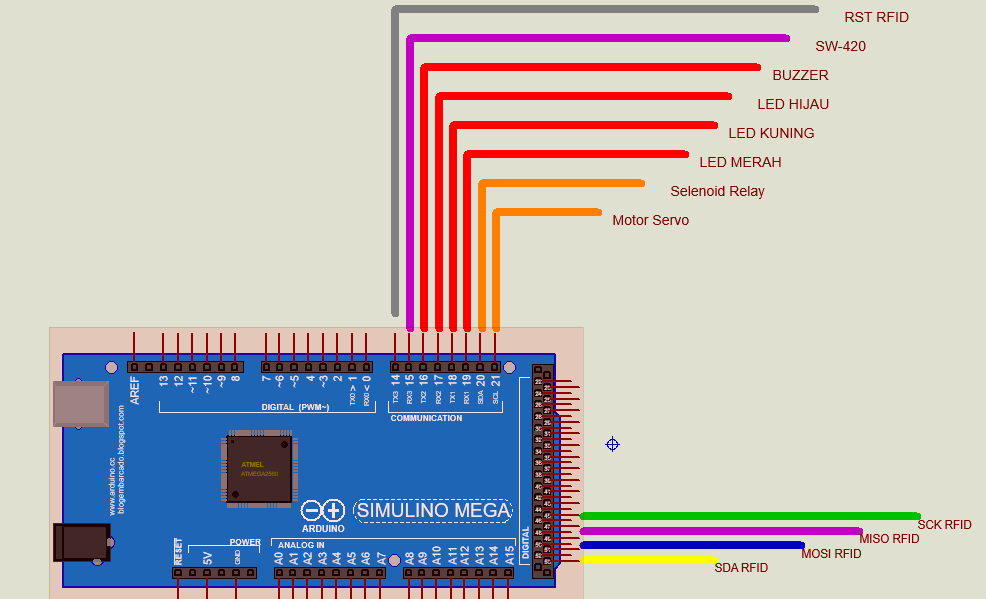 RST RFID
SW-420
BUZZER
LED HIJAU
LED KUNING
LED MERAH
Selenoid Relay
Motor Servo
AREF
13
12
~11
~10
~9
8
7
~6
~5
4
~3
2
TX0 > 1
RX0 < 0
14
15
16
17
18
19
20
21
TX3
RX3
TX2
RX2
TX1
RX1
SDA
SCL
DIGITAL (PWM~)
COMMUNICATION
www.arduino.cc
blogembarcado.blogspot.com
ATMEL
ATMEGA2560
ARDUINO
SIMULINO MEGA
DIGITAL
RESET
5V
POWER
GND
ANALOG IN
A0
A1
A2
A3
A4
A5
A6
A7
A8
A9
A10
A11
A12
A13
A14
A15
SCK RFID
MISO RFID
MOSI RFID
SDA RFID